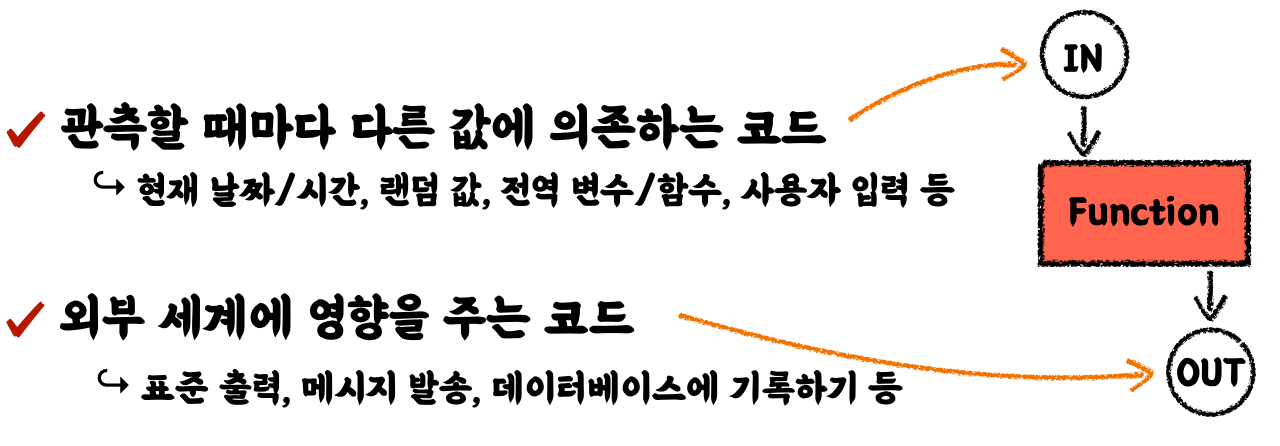 IN
관측할 때마다 다른 값에 의존하는 코드
현재 날짜/시간, 랜덤 값, 전역 변수/함수, 사용자 입력 등
Function
외부 세계에 영향을 주는 코드
표준 출력, 메시지 발송, 데이터베이스에 기록하기 등
OUT